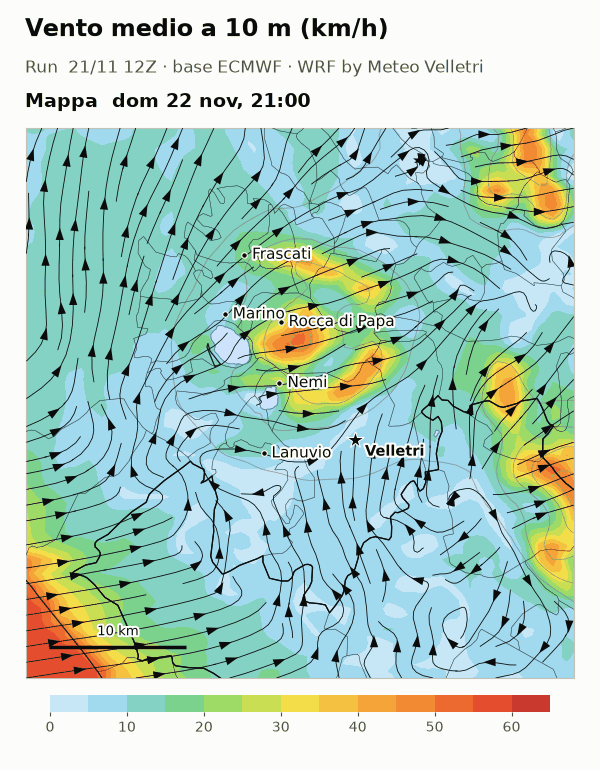 Vento medio a 10 m (km/h)
Run 21/11 12Z · base ECMWF · WRF by Meteo Velletri
Mappa dom 22 nov, 21:00
Frascati
Marino
Rocca di Papa
Nemi
Velletri
Lanuvio
10 km
0 10 20 30 40 50 60